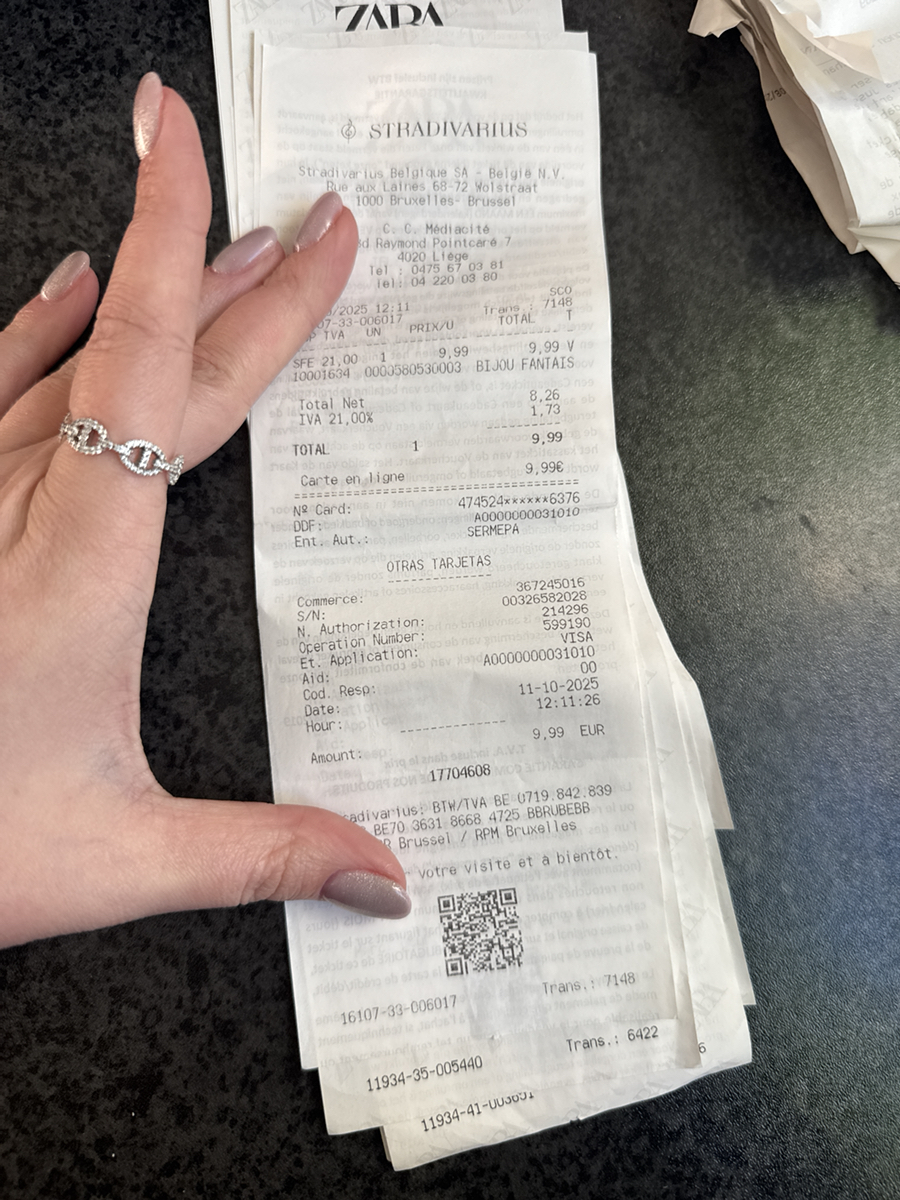 ZARA
STRADIVARIUS
Stradivarius Belgique SA - België N.V.
Rue aux Laines 68-72 Wolstraat
1000 Bruxelles- Brussel
C. C. Médiacité
d Raymond Pointcaré 7
4020 Liège
Tel : 0475 67 03 81
Tel: 04 220 03 80
SCO
/2025 12:11 Trans : 7148
07-33-006017 TOTAL T
P TVA UN PRIX/U
SFE 21,00 1 9,99 9,99 V
10001634 0000580530003 BIJOU FANTAIS
Total Net 8,26
IVA 21,00% 1,73
TOTAL 1 9,99
Carte en ligne 9,99€
Nº Card: 474524******6376
DDF: A0000000031010
Ent. Aut.: SERMEPA
OTRAS TARJETAS
Commerce: 367245016
S/N: 00326582028
N. Authorization: 214296
Operation Number: 599190
Et. Application: VISA
Aid: A0000000031010
Cod. Resp: 00
Date: 11-10-2025
Hour: 12:11:26
Amount: 9,99 EUR
17704608
adivarius: BTW/TVA BE 0719.842.839
BE70 3631 8668 4725 BBRUBEBB
R Brussel / RPM Bruxelles
votre visite et à bientôt.
16107-33-006017 Trans.: 7148
11934-35-005440 Trans.: 6422
6
11934-41-003651